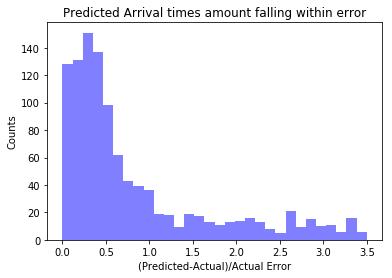 Predicted Arrival times amount falling within error
140
120
100
80
60
40
20
0
Counts
0.0 0.5 1.0 1.5 2.0 2.5 3.0 3.5
(Predicted-Actual)/Actual Error